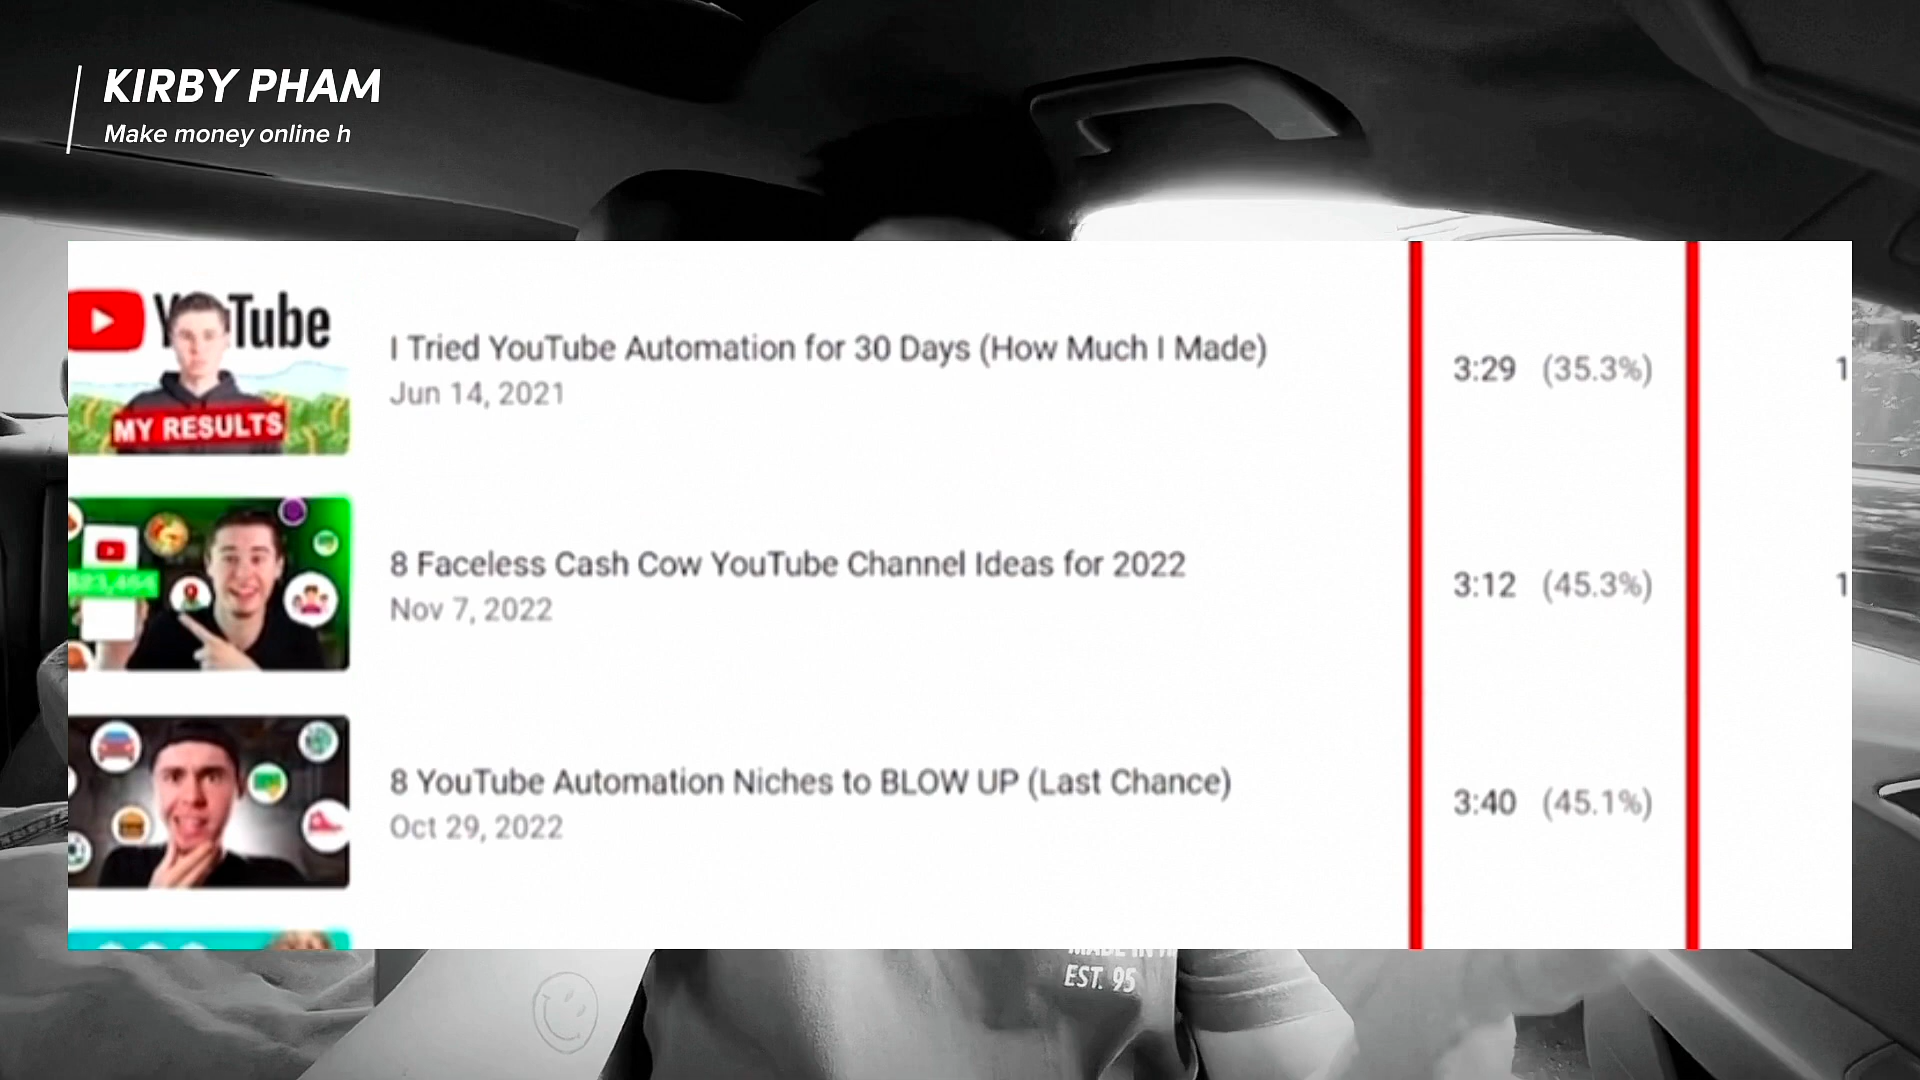 KIRBY PHAM
Make money online h
YouTube
MY RESULTS
I Tried YouTube Automation for 30 Days (How Much I Made)
Jun 14, 2021
3:29 (35.3%)
1
8 Faceless Cash Cow YouTube Channel Ideas for 2022
Nov 7, 2022
3:12 (45.3%)
1
8 YouTube Automation Niches to BLOW UP (Last Chance)
Oct 29, 2022
3:40 (45.1%)
EST. 95